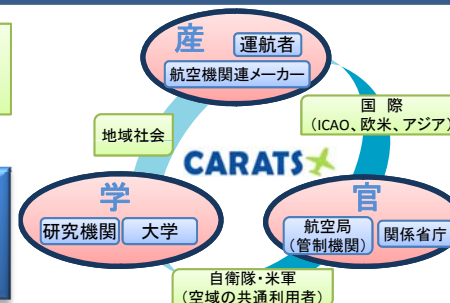 産
運航者
航空機関連メーカー
国 際
(ICAO、欧米、アジア)
地域社会
CARATS
学
研究機関 大学
官
航空局
(管制機関)
関係省庁
自衛隊・米軍
(空域の共通利用者)